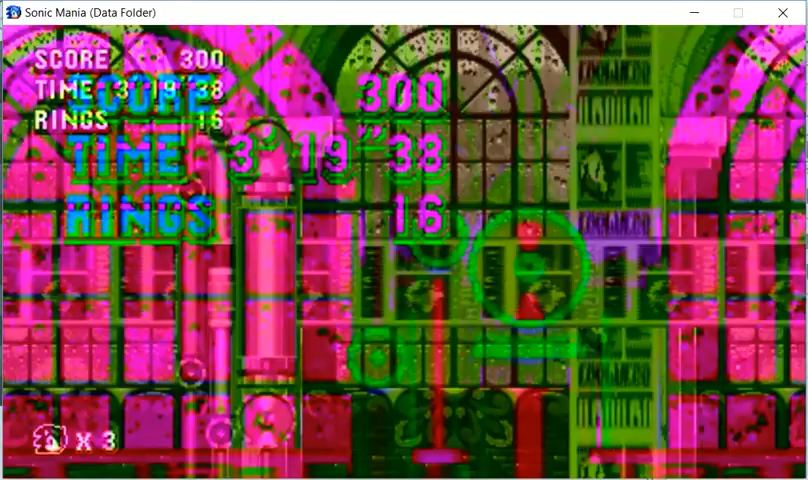 Sonic Mania (Data Folder)
SCORE 300
TIME 3'19"38
RINGS 16
SCORE 300
TIME 3'19"38
RINGS 16
X 3